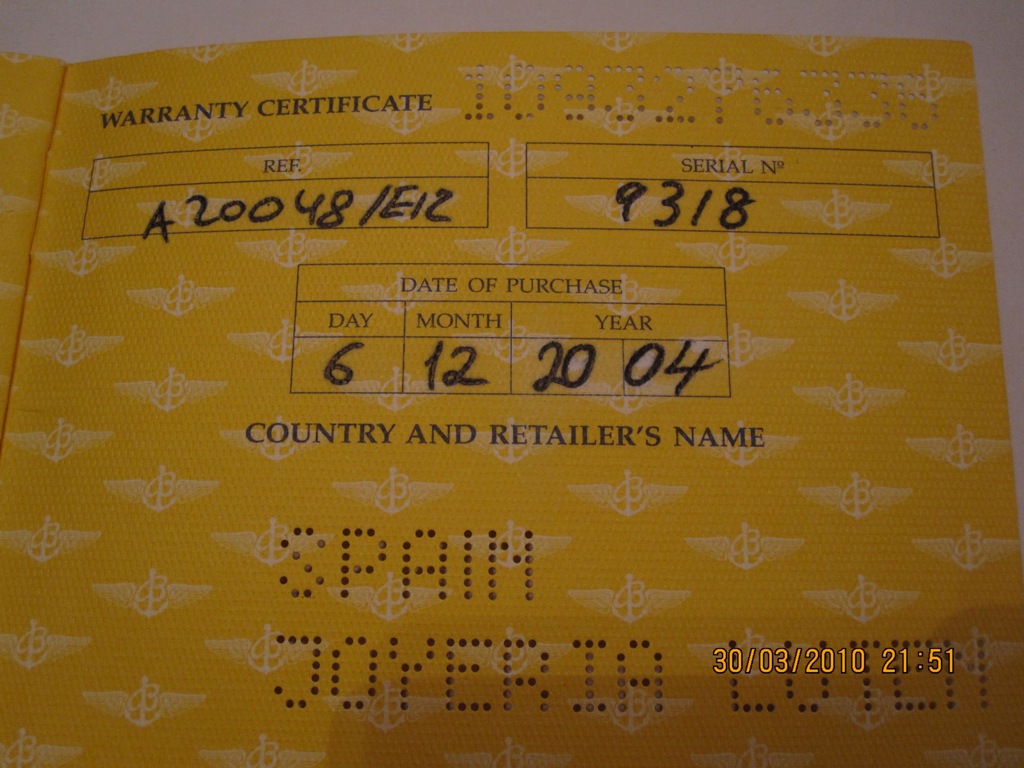 WARRANTY CERTIFICATE
REF.
A20048/E12
SERIAL Nº
9318
DATE OF PURCHASE
DAY MONTH YEAR
6 12 20 04
COUNTRY AND RETAILER'S NAME
SPAIN
JOYERIA
30/03/2010 21:51